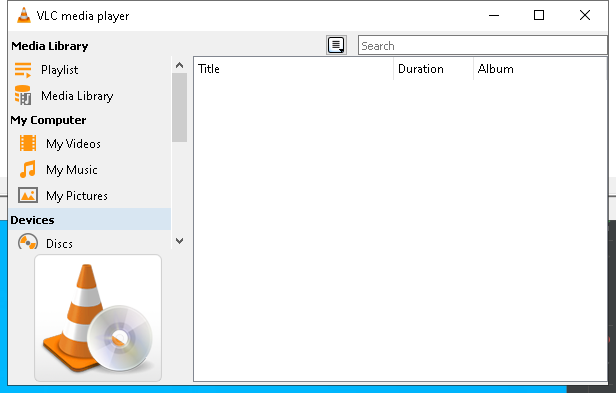 VLC media player
Media Library
Search
Playlist
Media Library
My Computer
My Videos
My Music
My Pictures
Devices
Discs
Title Duration Album